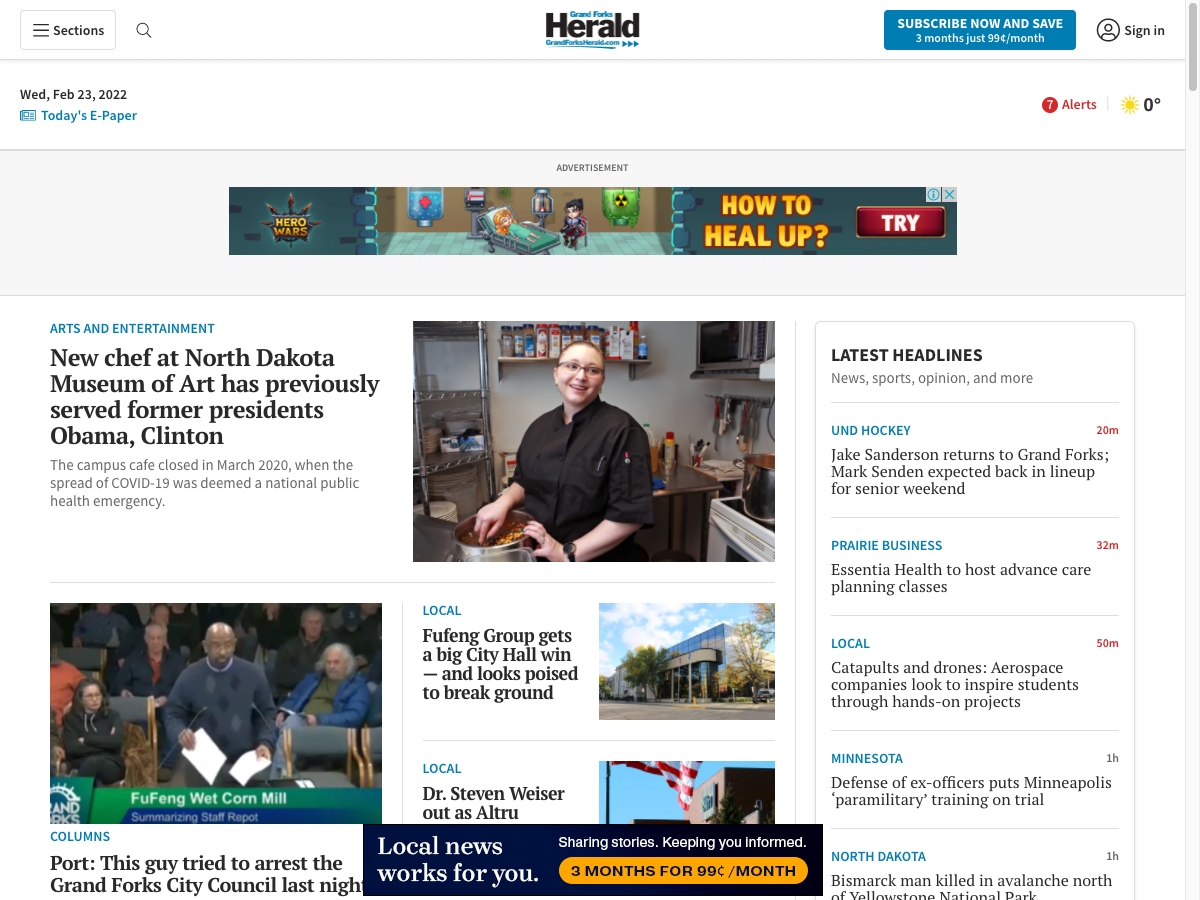 Sections
Grand Forks
Herald
GrandForksHerald.com
SUBSCRIBE NOW AND SAVE
3 months just 99¢/month
Sign in
Wed, Feb 23, 2022
Today's E-Paper
7 Alerts
0°
ADVERTISEMENT
HERO
WARS
HOW TO
HEAL UP?
TRY
ARTS AND ENTERTAINMENT
New chef at North Dakota
Museum of Art has previously
served former presidents
Obama, Clinton
The campus cafe closed in March 2020, when the
spread of COVID-19 was deemed a national public
health emergency.
FuFeng Wet Corn Mill
Summarizing Staff Repot
COLUMNS
Port: This guy tried to arrest the
Grand Forks City Council last night
LOCAL
Fufeng Group gets
a big City Hall win
— and looks poised
to break ground
LOCAL
Dr. Steven Weiser
out as Altru
Local news
works for you.
Sharing stories. Keeping you informed.
3 MONTHS FOR 99¢ /MONTH
LATEST HEADLINES
News, sports, opinion, and more
UND HOCKEY 20m
Jake Sanderson returns to Grand Forks;
Mark Senden expected back in lineup
for senior weekend
PRAIRIE BUSINESS 32m
Essentia Health to host advance care
planning classes
LOCAL 50m
Catapults and drones: Aerospace
companies look to inspire students
through hands-on projects
MINNESOTA 1h
Defense of ex-officers puts Minneapolis
‘paramilitary’ training on trial
NORTH DAKOTA 1h
Bismarck man killed in avalanche north
of Yellowstone National Park